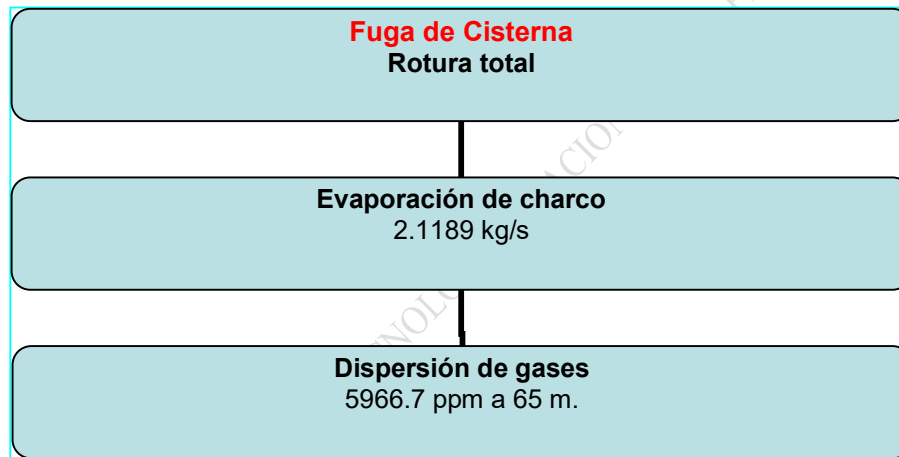 Fuga de Cisterna
Rotura total
Evaporación de charco
2.1189 kg/s
Dispersión de gases
5966.7 ppm a 65 m.